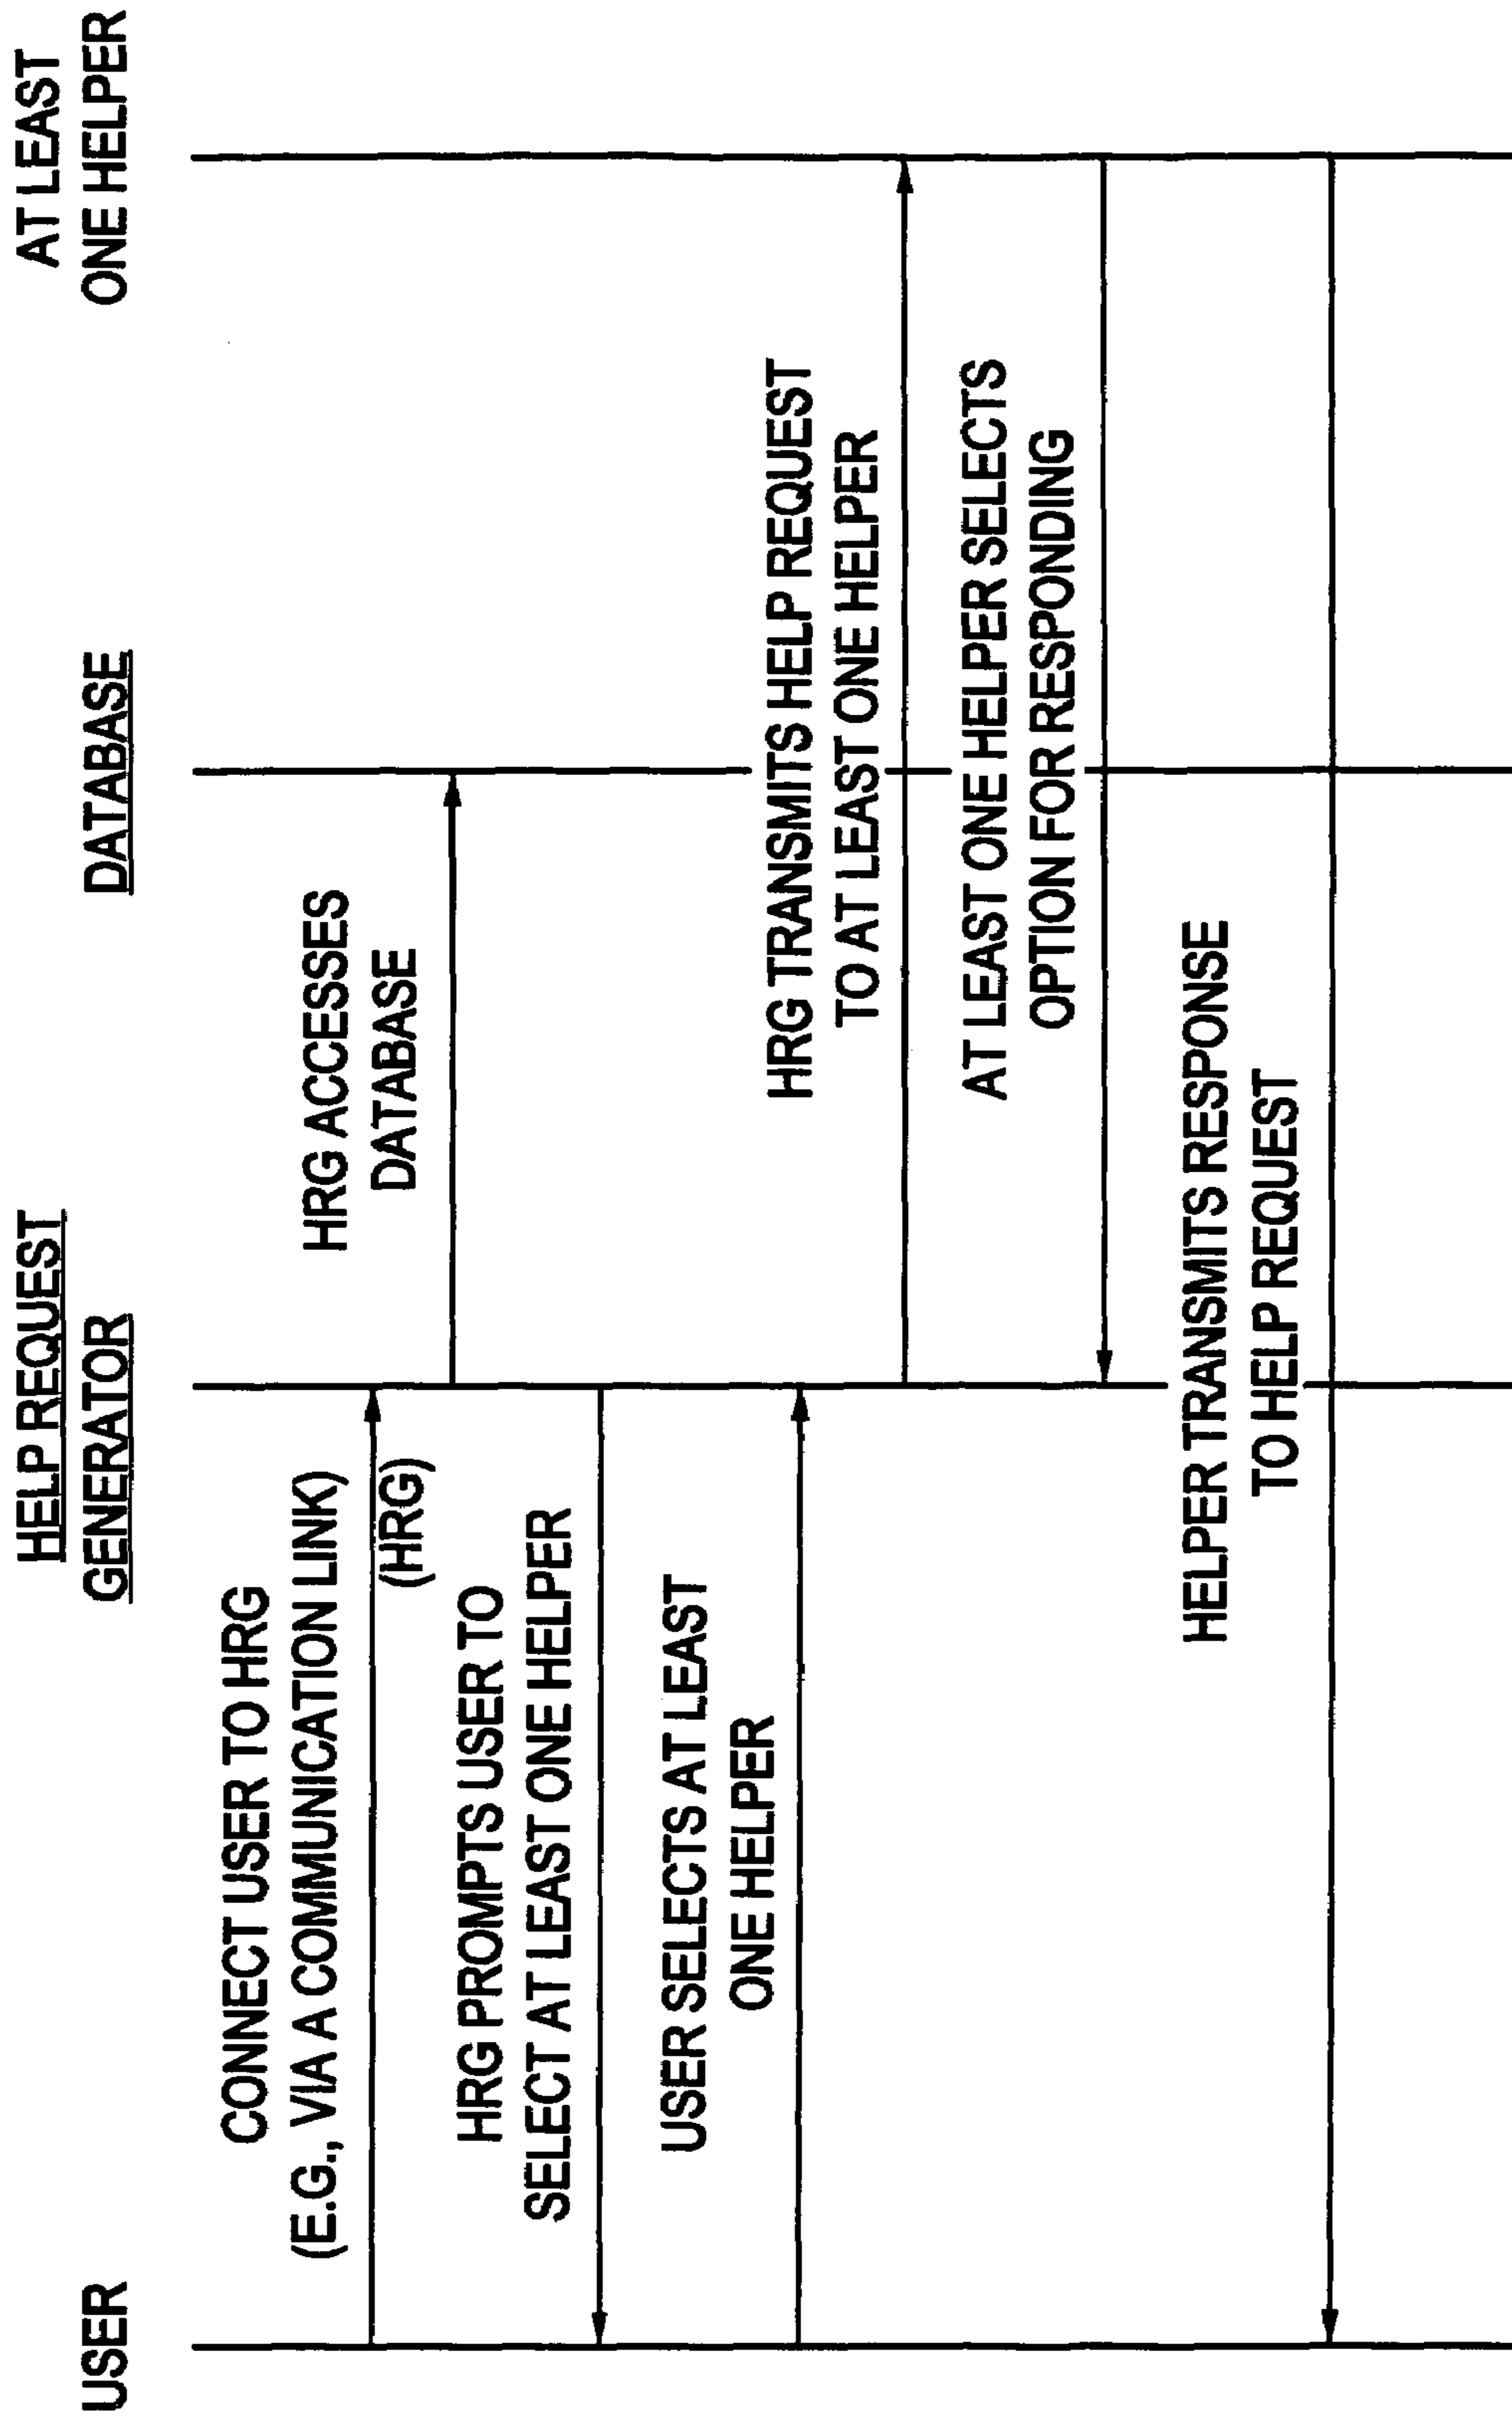 USER
HELP REQUEST
GENERATOR
DATABASE
AT LEAST
ONE HELPER
CONNECT USER TO HRG
(E.G., VIA A COMMUNICATION LINK)
(HRG)
HRG ACCESSES
DATABASE
HRG PROMPTS USER TO
SELECT AT LEAST ONE HELPER
USER SELECTS AT LEAST
ONE HELPER
HRG TRANSMITS HELP REQUEST
TO AT LEAST ONE HELPER
AT LEAST ONE HELPER SELECTS
OPTION FOR RESPONDING
HELPER TRANSMITS RESPONSE
TO HELP REQUEST